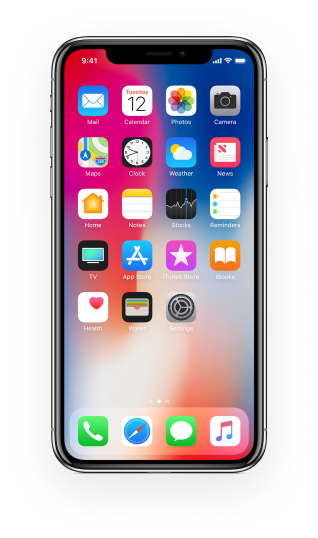 9:41
Tuesday
12
Mail Calendar Photos Camera
Maps Clock Weather News
Home Notes Stocks Reminders
TV App Store iTunes Store iBooks
Health Wallet Settings